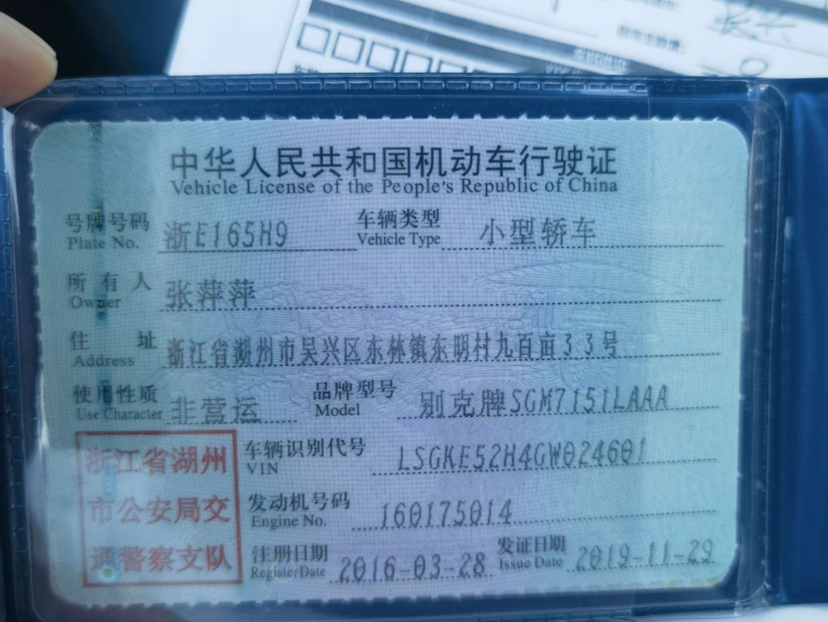 中华人民共和国机动车行驶证
Vehicle License of the People's Republic of China
号牌号码 浙E165H9 车辆类型 小型轿车
Plate No. Vehicle Type
所有人 张萍萍
Owner
住址 浙江省湖州市吴兴区东林镇东明村九百亩33号
Address
使用性质 非营运 品牌型号 别克牌SGM7151LAAA
Use Character Model
浙江省湖州
市公安局交
通警察支队
车辆识别代号 LSGKE52H4GW024601
VIN
发动机号码 160175014
Engine No.
注册日期 2016-03-28 发证日期 2019-11-29
Register Date Issue Date